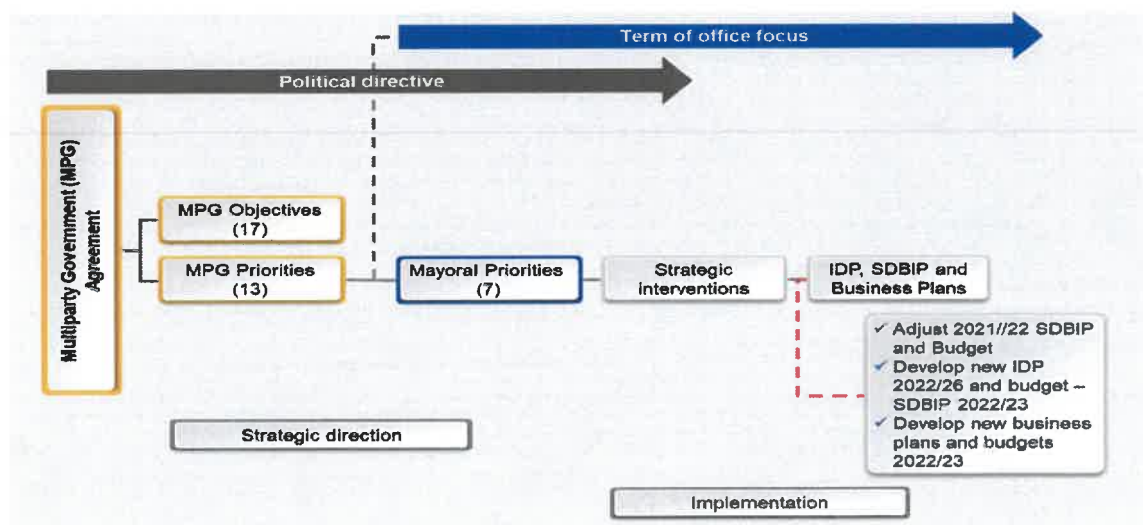 Term of office focus
Political directive
Multiparty Government (MPG)
Agreement
MPG Objectives
(17)
MPG Priorities
(13)
Mayoral Priorities
(7)
Strategic
interventions
IDP, SDBIP and
Business Plans
✓ Adjust 2021//22 SDBIP
and Budget
✓ Develop new IDP
2022/26 and budget –
SDBIP 2022/23
✓ Develop new business
plans and budgets
2022/23
Strategic direction
Implementation